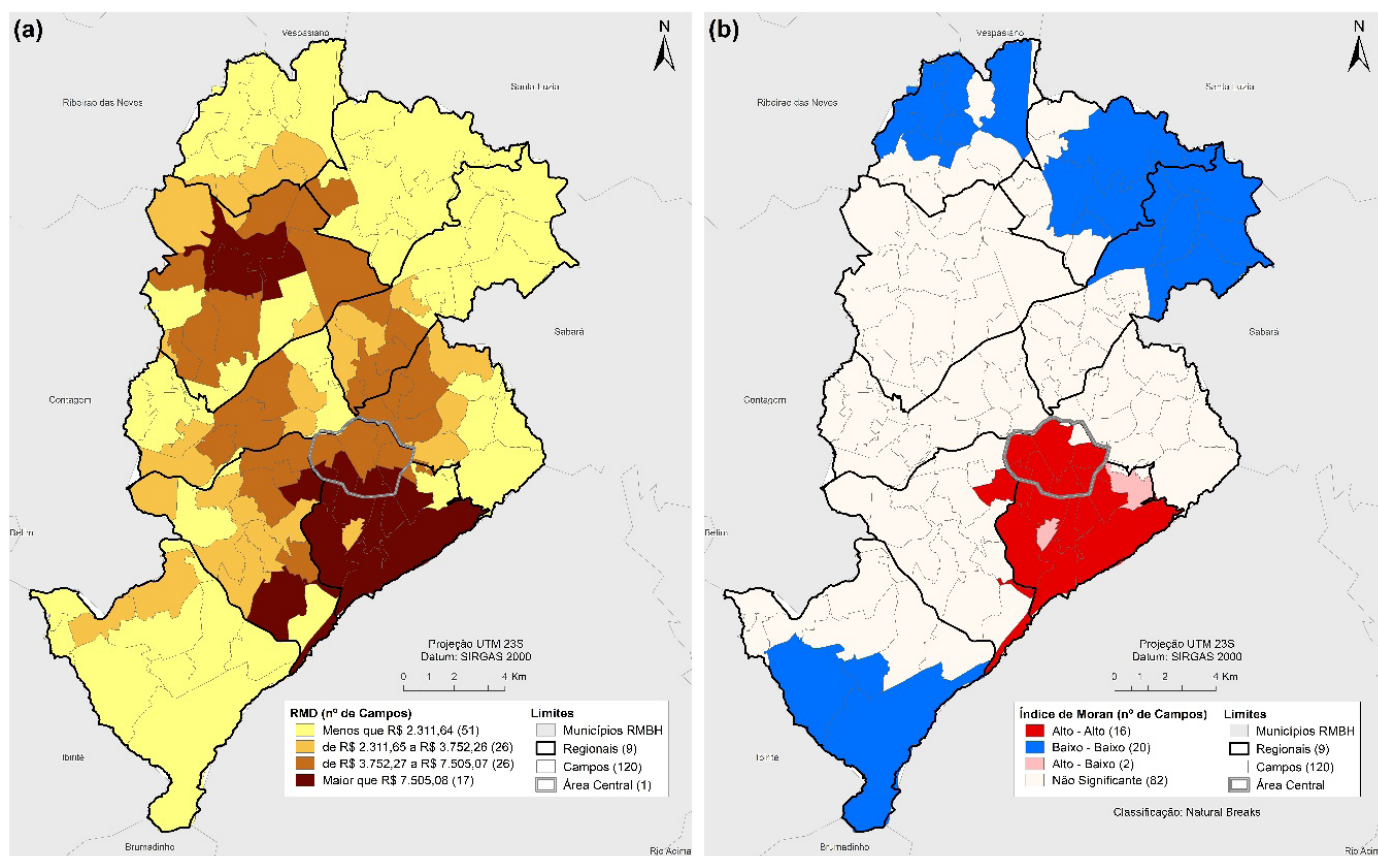 (a)
N
Vespasiano
Santa Luzia
Ribeirao das Neves
Sabará
Contagem
Betim
Ibirité
Brumadinho
Rio Acima
Projeção UTM 23S
Datum: SIRGAS 2000
0 1 2 4 Km
RMD (nº de Campos)
Menos que R$ 2.311,64 (51)
de R$ 2.311,65 a R$ 3.752,26 (26)
de R$ 3.752,27 a R$ 7.505,07 (26)
Maior que R$ 7.505,08 (17)
Limites
Municípios RMBH
Regionais (9)
Campos (120)
Área Central (1)
(b)
N
Vespasiano
Santa Luzia
Ribeirao das Neves
Sabará
Contagem
Betim
Ibirité
Brumadinho
Rio Acima
Projeção UTM 23S
Datum: SIRGAS 2000
0 1 2 4 Km
Índice de Moran (nº de Campos)
Alto - Alto (16)
Baixo - Baixo (20)
Alto - Baixo (2)
Não Significante (82)
Limites
Municípios RMBH
Regionais (9)
Campos (120)
Área Central
Classificação: Natural Breaks